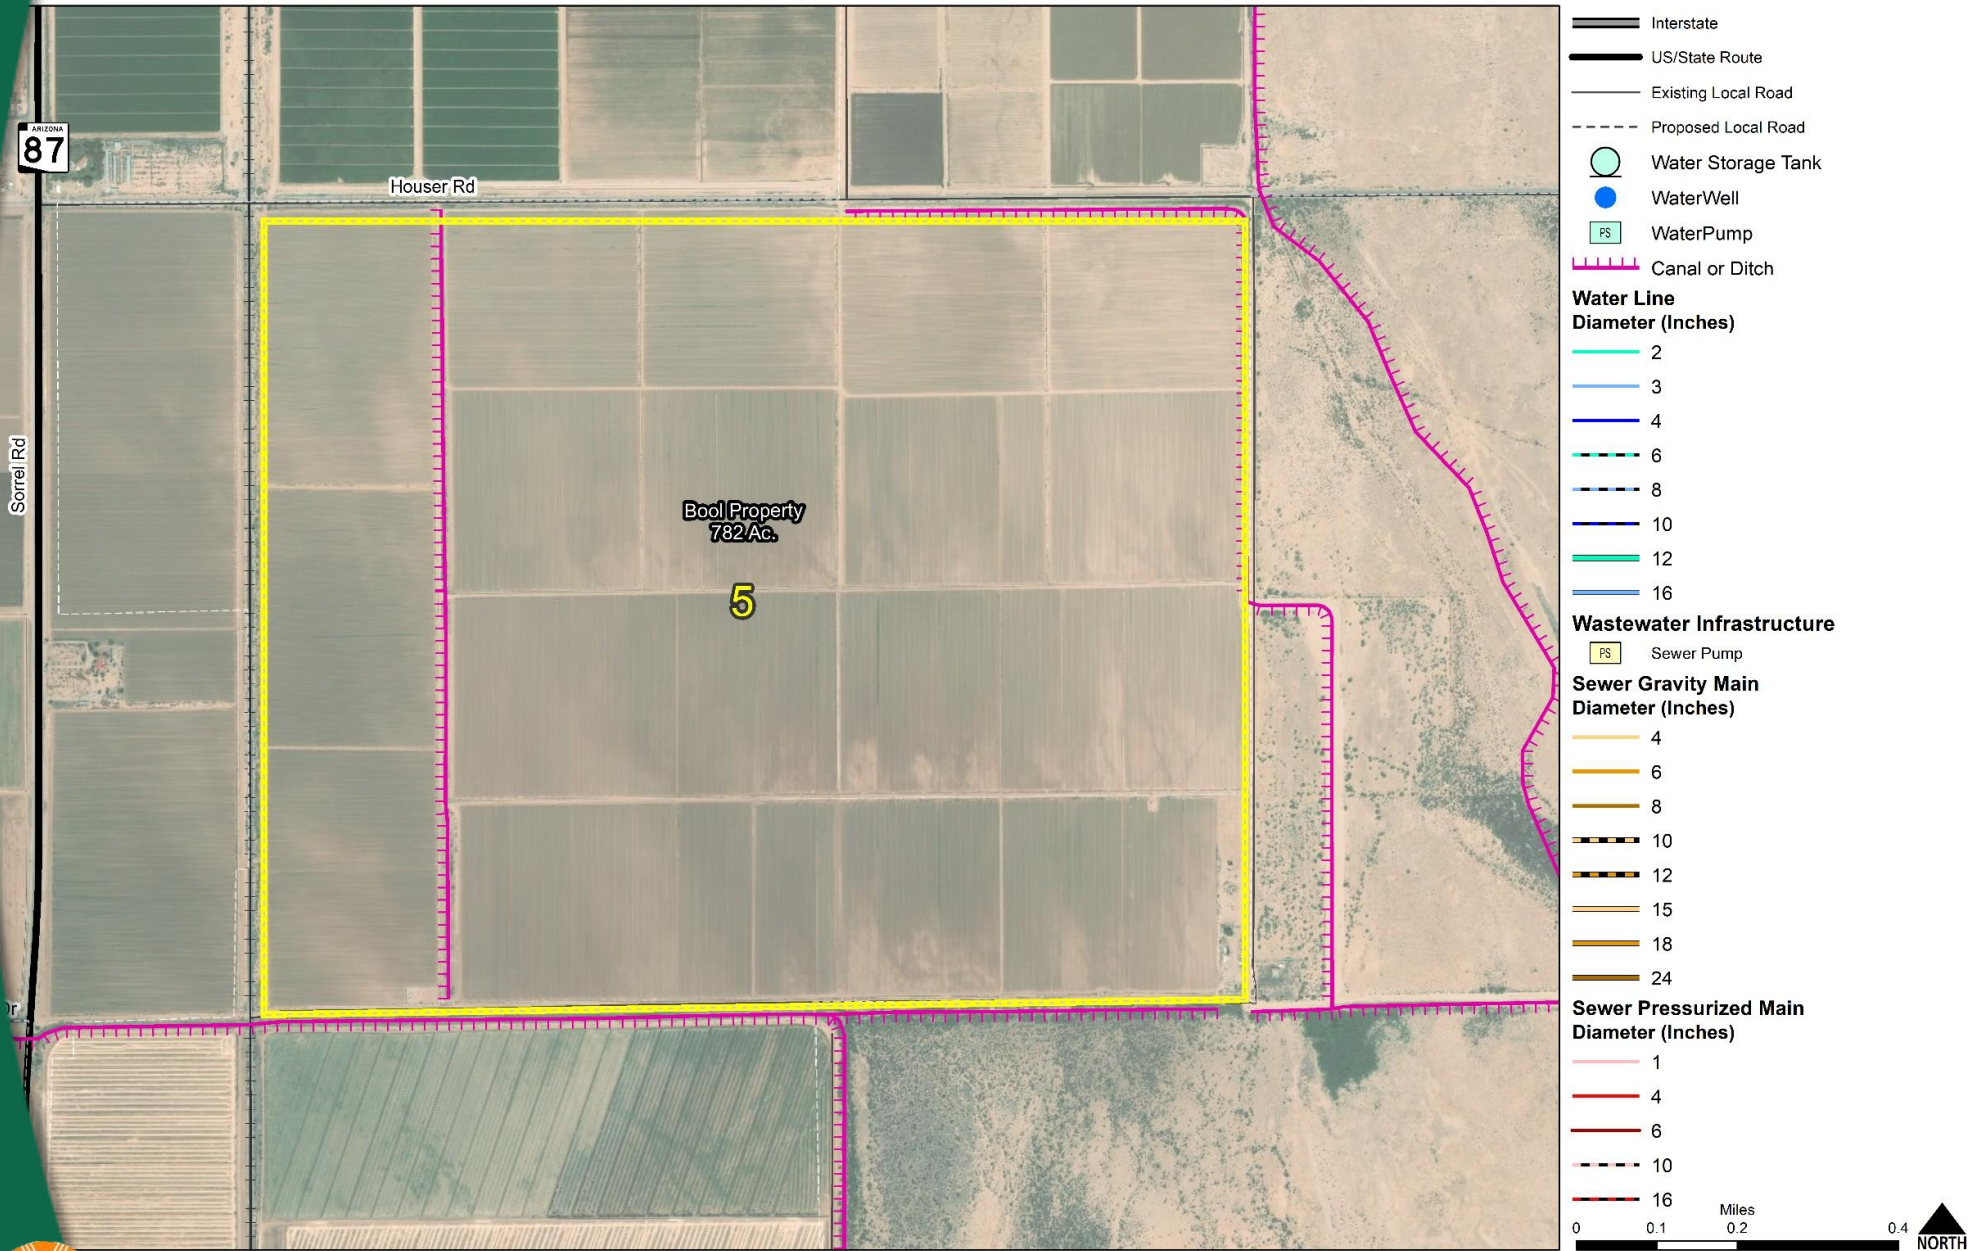 ARIZONA
87
Houser Rd
Sorrel Rd
Bool Property
782 Ac.
5
Dr
Interstate
US/State Route
Existing Local Road
Proposed Local Road
Water Storage Tank
WaterWell
PS
WaterPump
Canal or Ditch
Water Line
Diameter (Inches)
2
3
4
6
8
10
12
16
Wastewater Infrastructure
PS
Sewer Pump
Sewer Gravity Main
Diameter (Inches)
4
6
8
10
12
15
18
24
Sewer Pressurized Main
Diameter (Inches)
1
4
6
10
16
Miles
0 0.1 0.2 0.4
NORTH